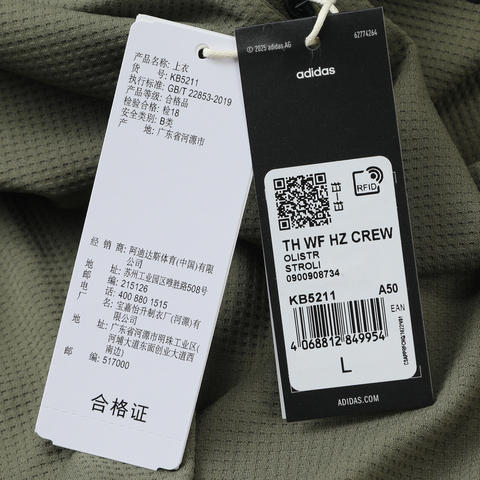 产品名称: 上衣
货 号: KB5211
执行标准: GB/T 22853-2019
产品等级: 合格品
检验合格: 检18
安全类别: B类
产 地: 广东省河源市
经 销 商: 阿迪达斯体育(中国)有限公司
地 址: 苏州工业园区唯胜路508号
邮 编: 215126
电 话: 400 880 1515
厂 名: 宝嘉怡升制衣厂(河源)有限公司
地 址: 广东省河源市明珠工业区(河埔大道东面创业大道西南边)
邮 编: 517000
合格证
© 2025 adidas AG
62774264
adidas
RFID
TH WF HZ CREW
OLISTR
STROLI
0900908734
KB5211 A50
EAN
4 068812 849954
L
ADIDAS.COM